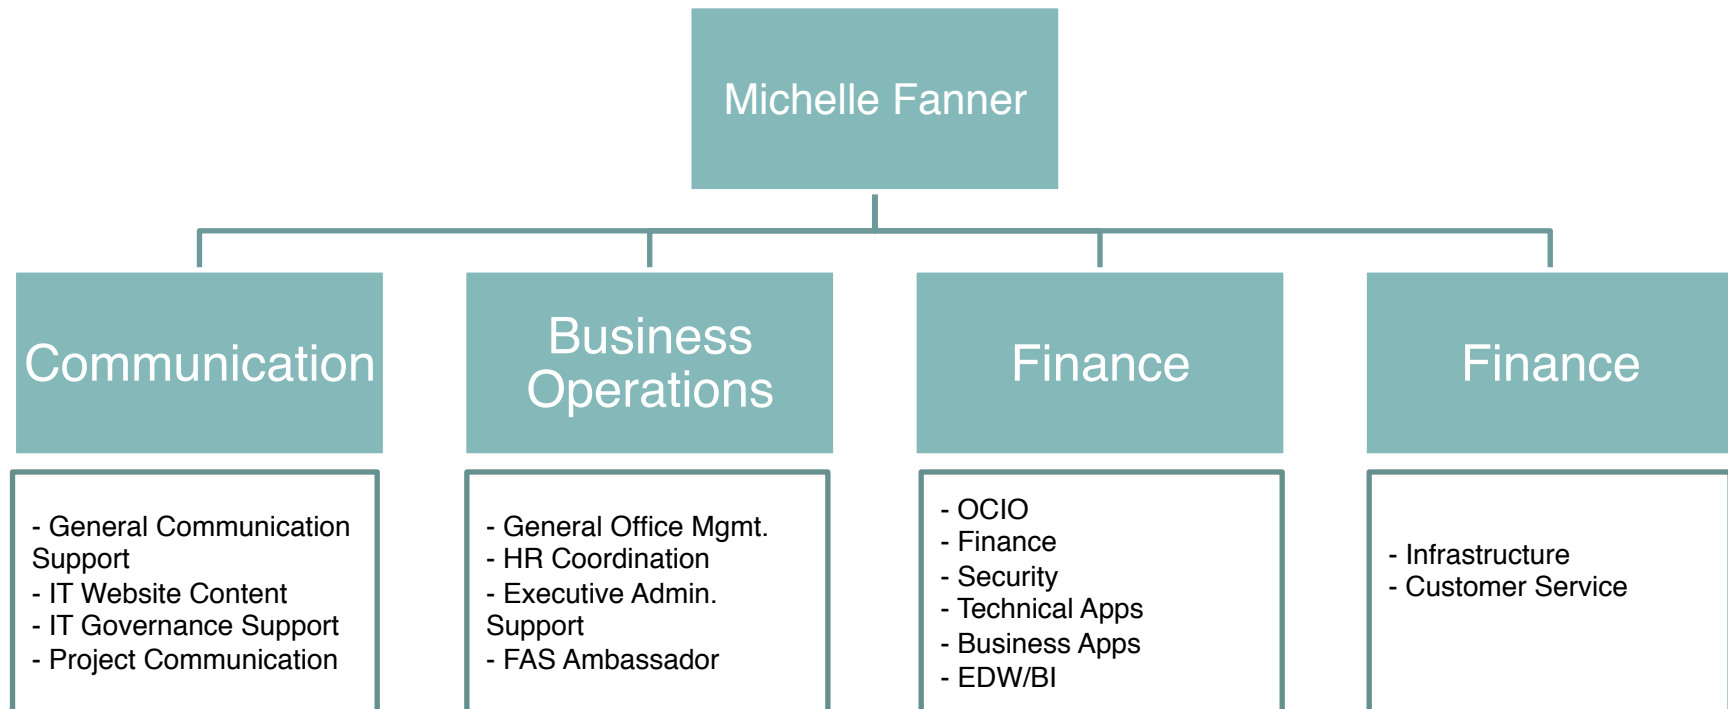 Michelle Fanner
Communication
Business
Operations
Finance
Finance
- General Communication
Support
- IT Website Content
- IT Governance Support
- Project Communication
- General Office Mgmt.
- HR Coordination
- Executive Admin.
Support
- FAS Ambassador
- OCIO
- Finance
- Security
- Technical Apps
- Business Apps
- EDW/BI
- Infrastructure
- Customer Service